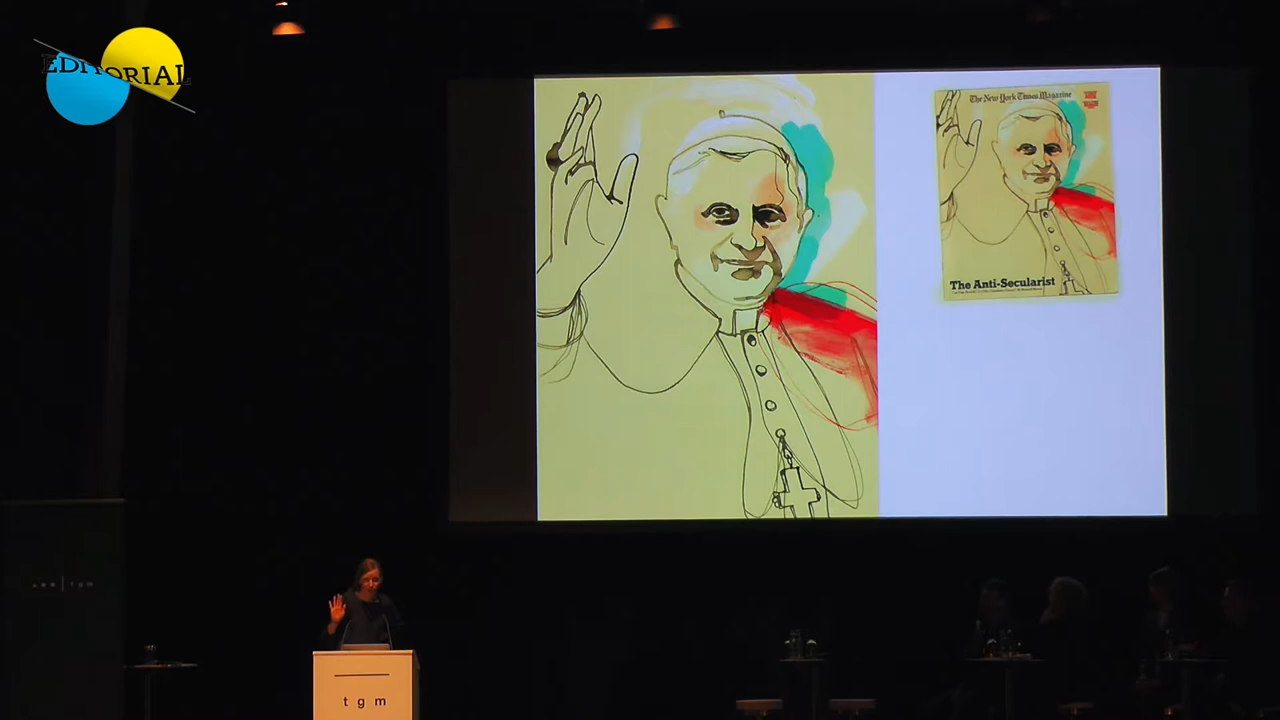 EDITORIAL
The New York Times Magazine
The Anti-Secularist
t g m